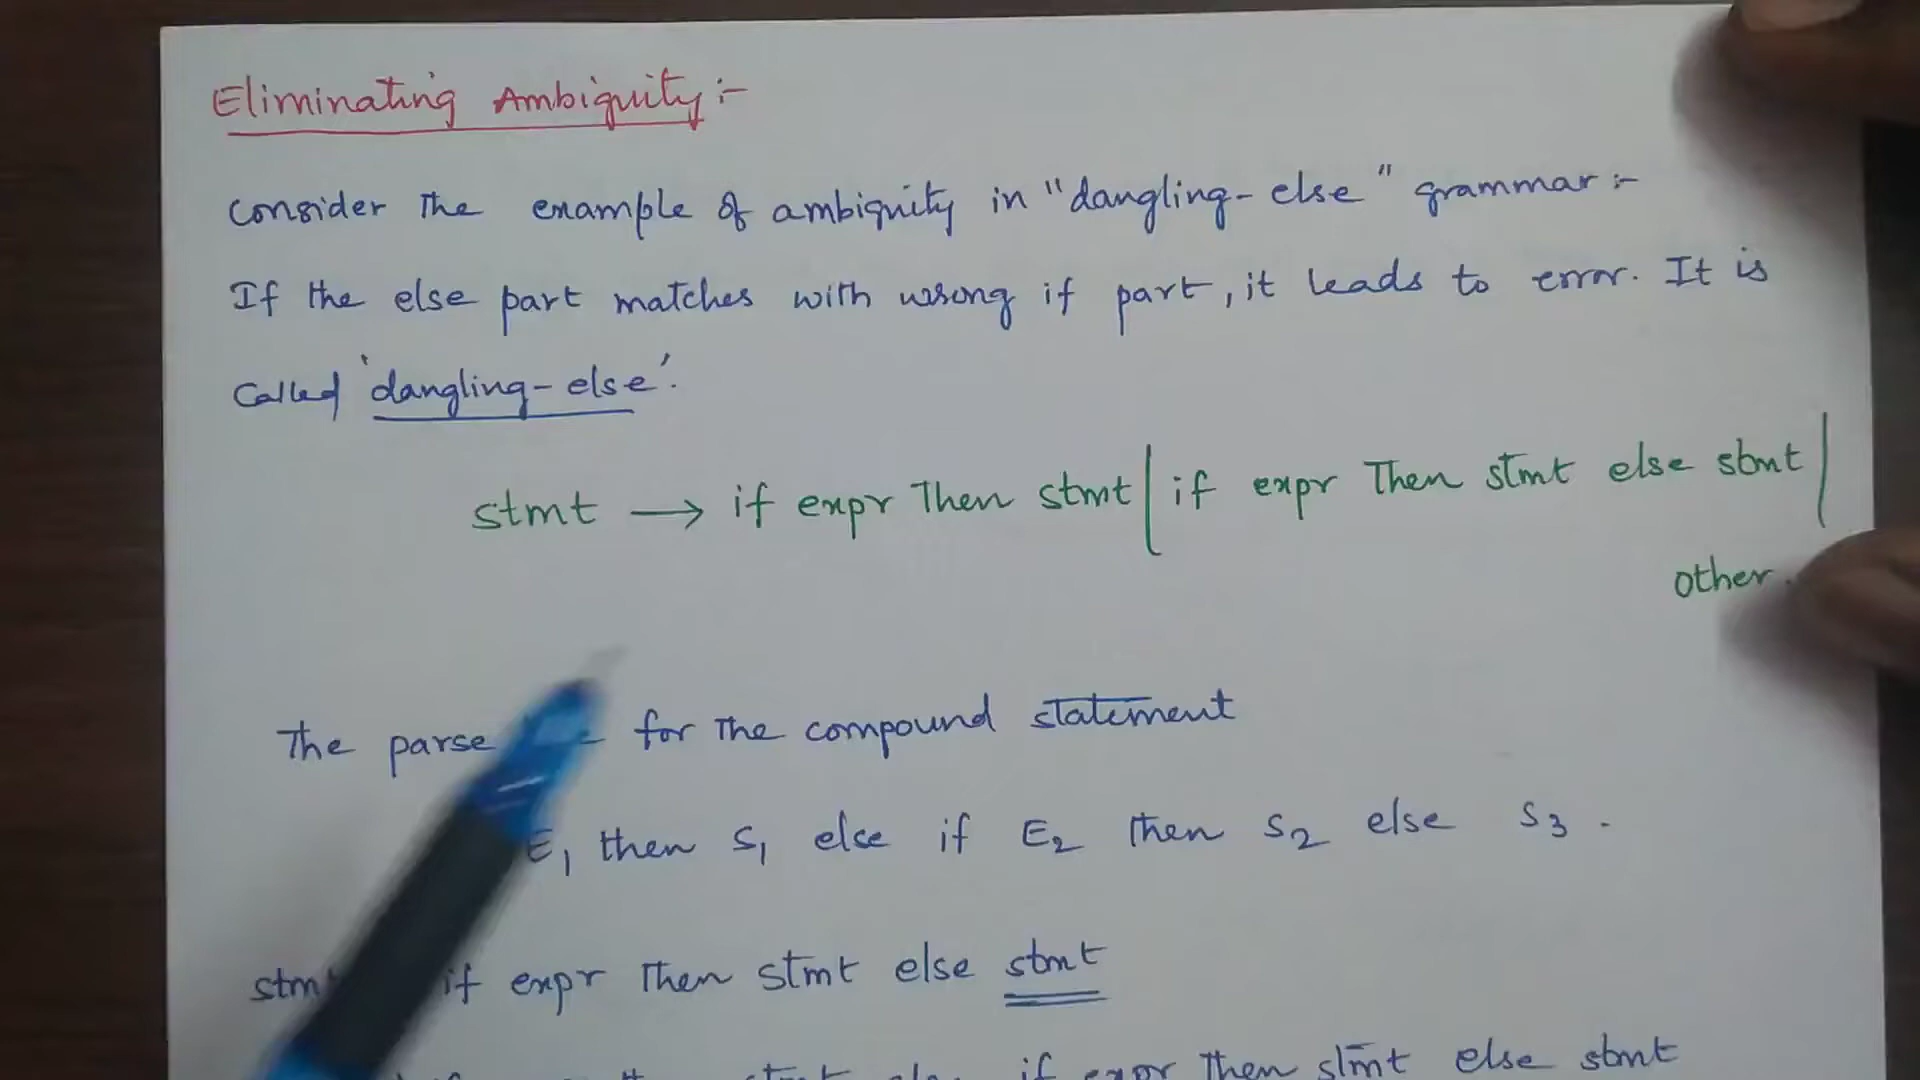 Eliminating Ambiguity :-
Consider the example of ambiguity in "dangling-else" grammar :-
If the else part matches with wrong if part, it leads to error. It is
Called 'dangling-else'.
stmt → if expr Then stmt | if expr Then stmt else stmt |
other.
The parse for the compound statement
E1 then S1 else if E2 then S2 else S3 .
if expr Then stmt else stmt
if expr Then stmt else stmt